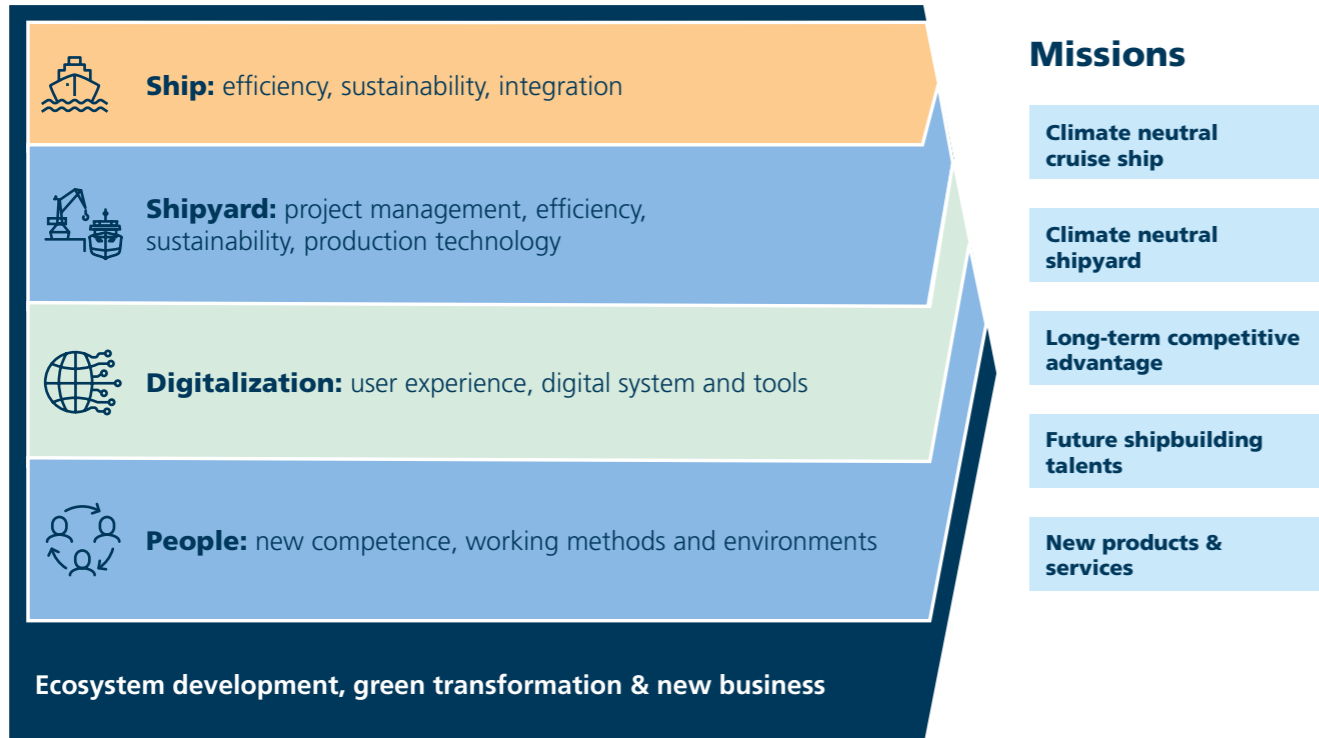 Ship: efficiency, sustainability, integration
Shipyard: project management, efficiency,
sustainability, production technology
Digitalization: user experience, digital system and tools
People: new competence, working methods and environments
Ecosystem development, green transformation & new business
Missions
Climate neutral
cruise ship
Climate neutral
shipyard
Long-term competitive
advantage
Future shipbuilding
talents
New products &
services